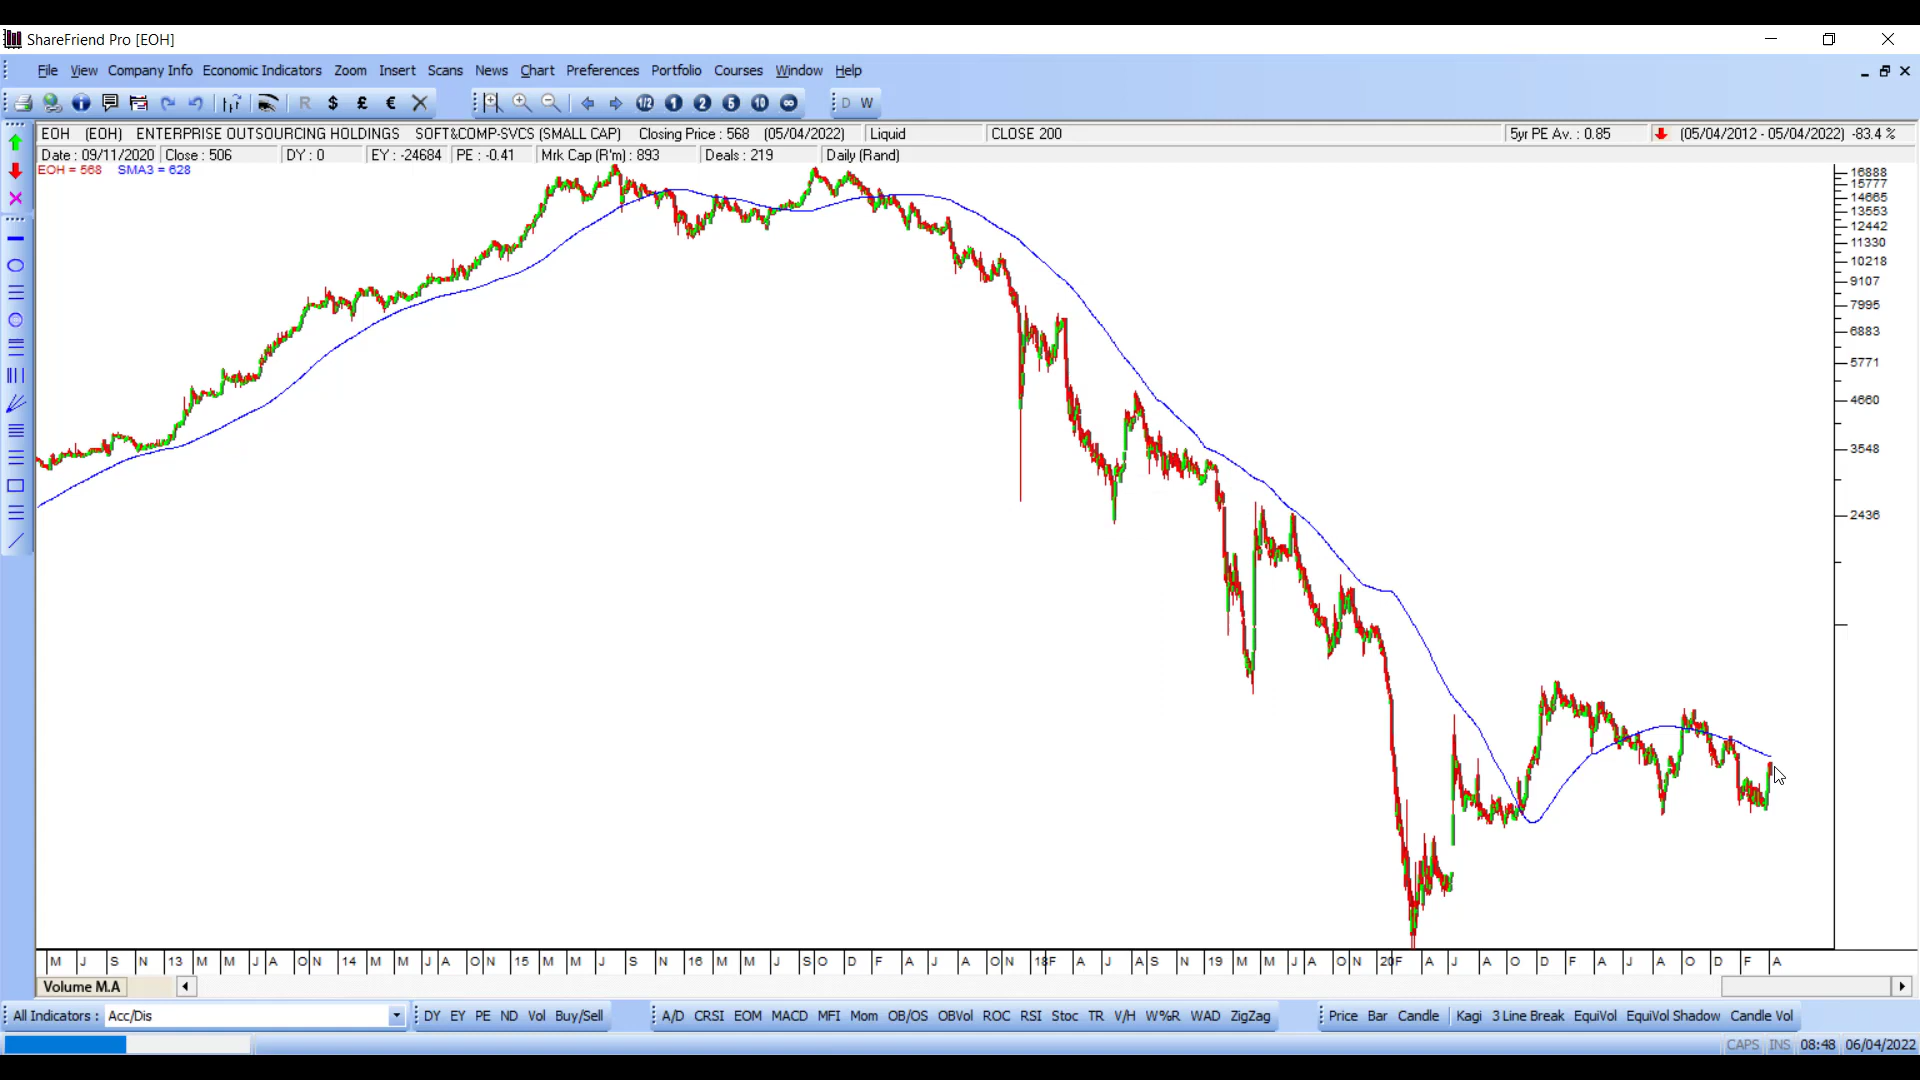 ShareFriend Pro [EOH]
File View Company Info Economic Indicators Zoom Insert Scans News Chart Preferences Portfolio Courses Window Help
R $ £ € 1/2 1 2 5 10 ∞ D W
EOH (EOH) ENTERPRISE OUTSOURCING HOLDINGS SOFT&COMP-SVCS (SMALL CAP) Closing Price : 568 (05/04/2022) Liquid CLOSE 200 5yr PE Av. : 0.85 (05/04/2012 - 05/04/2022) -83.4 %
Date : 09/11/2020 Close : 506 DY : 0 EY : -24684 PE : -0.41 Mrk Cap (R'm) : 893 Deals : 219 Daily (Rand)
EOH = 568 SMA3 = 628
16888
15777
14665
13553
12442
11330
10218
9107
7995
6883
5771
4660
3548
2436
M J S N 13 M M J A O N 14 M M J A O N 15 M M J S N 16 M M J S O D F A J A O N 18 F A J A S N 19 M M J A O N 20 F A J A O D F A J A O D F A
Volume M.A
All Indicators : Acc/Dis DY EY PE ND Vol Buy/Sell A/D CRSI EOM MACD MFI Mom OB/OS OBVol ROC RSI Stoc TR V/H W%R WAD ZigZag Price Bar Candle Kagi 3 Line Break EquiVol EquiVol Shadow Candle Vol
CAPS INS 08:48 06/04/2022